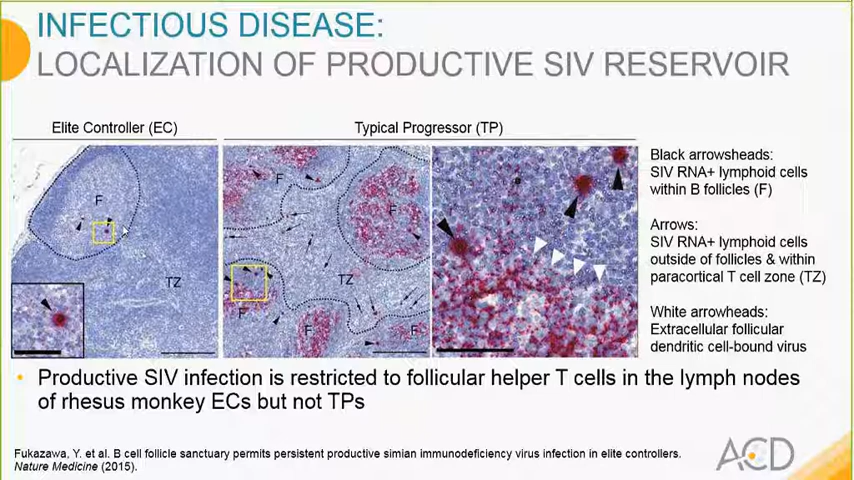 INFECTIOUS DISEASE:
LOCALIZATION OF PRODUCTIVE SIV RESERVOIR
Elite Controller (EC)
Typical Progressor (TP)
F
TZ
F
F
TZ
F
F
F
Black arrowsheads:
SIV RNA+ lymphoid cells
within B follicles (F)
Arrows:
SIV RNA+ lymphoid cells
outside of follicles & within
paracortical T cell zone (TZ)
White arrowheads:
Extracellular follicular
dendritic cell-bound virus
• Productive SIV infection is restricted to follicular helper T cells in the lymph nodes
of rhesus monkey ECs but not TPs
Fukazawa, Y. et al. B cell follicle sanctuary permits persistent productive simian immunodeficiency virus infection in elite controllers.
Nature Medicine (2015).
ACD